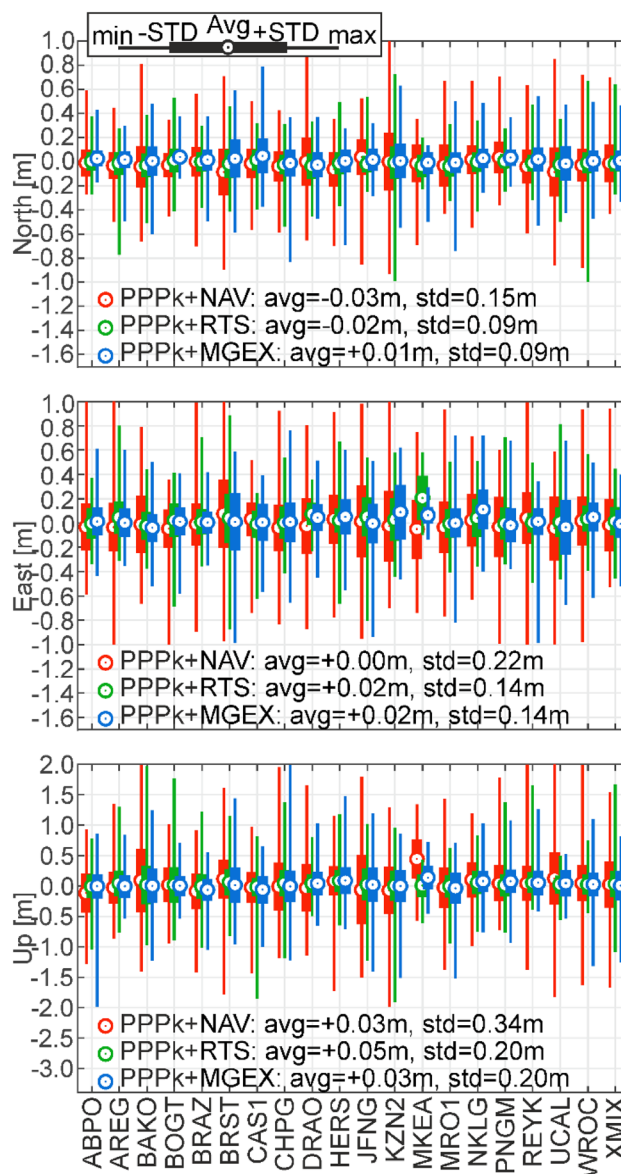 min -STD Avg +STD max
North [m]
1.0
0.8
0.6
0.4
0.2
0.0
-0.2
-0.4
-0.6
-0.8
-1.0
-1.2
-1.4
-1.6
PPPk+NAV: avg=-0.03m, std=0.15m
PPPk+RTS: avg=-0.02m, std=0.09m
PPPk+MGEX: avg=+0.01m, std=0.09m
East [m]
1.0
0.8
0.6
0.4
0.2
0.0
-0.2
-0.4
-0.6
-0.8
-1.0
-1.2
-1.4
-1.6
PPPk+NAV: avg=+0.00m, std=0.22m
PPPk+RTS: avg=+0.02m, std=0.14m
PPPk+MGEX: avg=+0.02m, std=0.14m
Up [m]
2.0
1.5
1.0
0.5
0.0
-0.5
-1.0
-1.5
-2.0
-2.5
-3.0
PPPk+NAV: avg=+0.03m, std=0.34m
PPPk+RTS: avg=+0.05m, std=0.20m
PPPk+MGEX: avg=+0.03m, std=0.20m
ABPO
AREG
BAKO
BOGT
BRAZ
BRST
CAS1
CHPG
DRAO
HERS
JFNG
KZN2
MKEA
MRO1
NKLG
PNGM
REYK
UCAL
WROC
XMIX